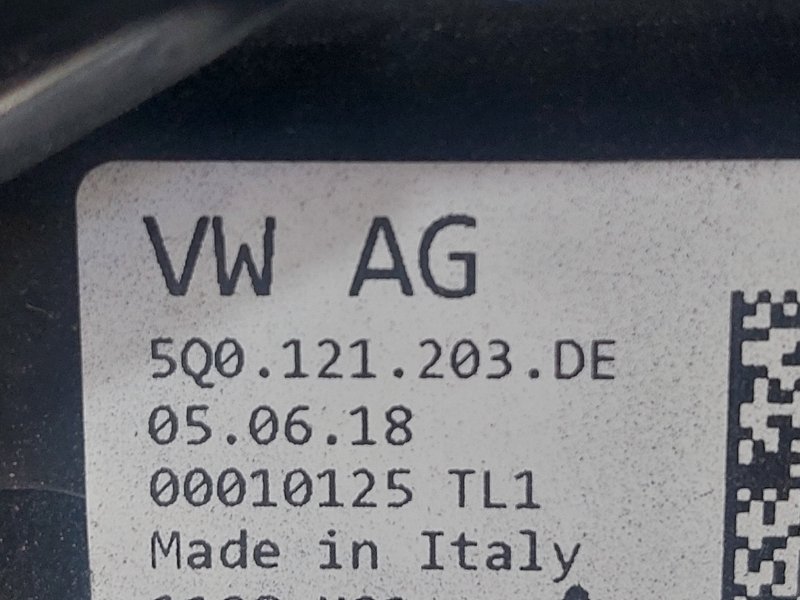 VW AG
5Q0.121.203.DE
05.06.18
00010125 TL1
Made in Italy